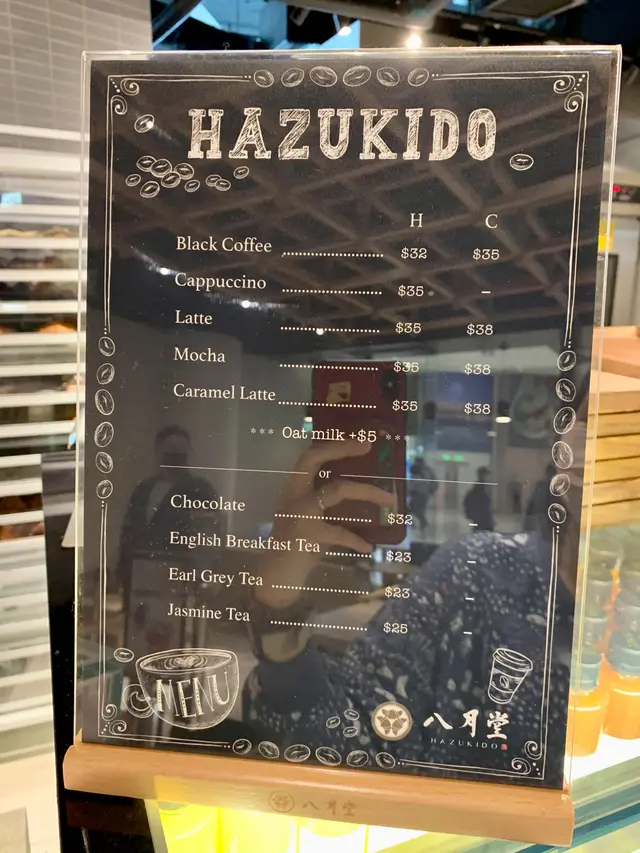 HAZUKIDO
H C
Black Coffee $32 $35
Cappuccino $35 –
Latte $35 $38
Mocha $35 $38
Caramel Latte $35 $38
*** Oat milk +$5 ***
or
Chocolate $32 –
English Breakfast Tea $23 –
Earl Grey Tea $23 –
Jasmine Tea $25 –
MENU
八月堂
HAZUKIDO
八月堂